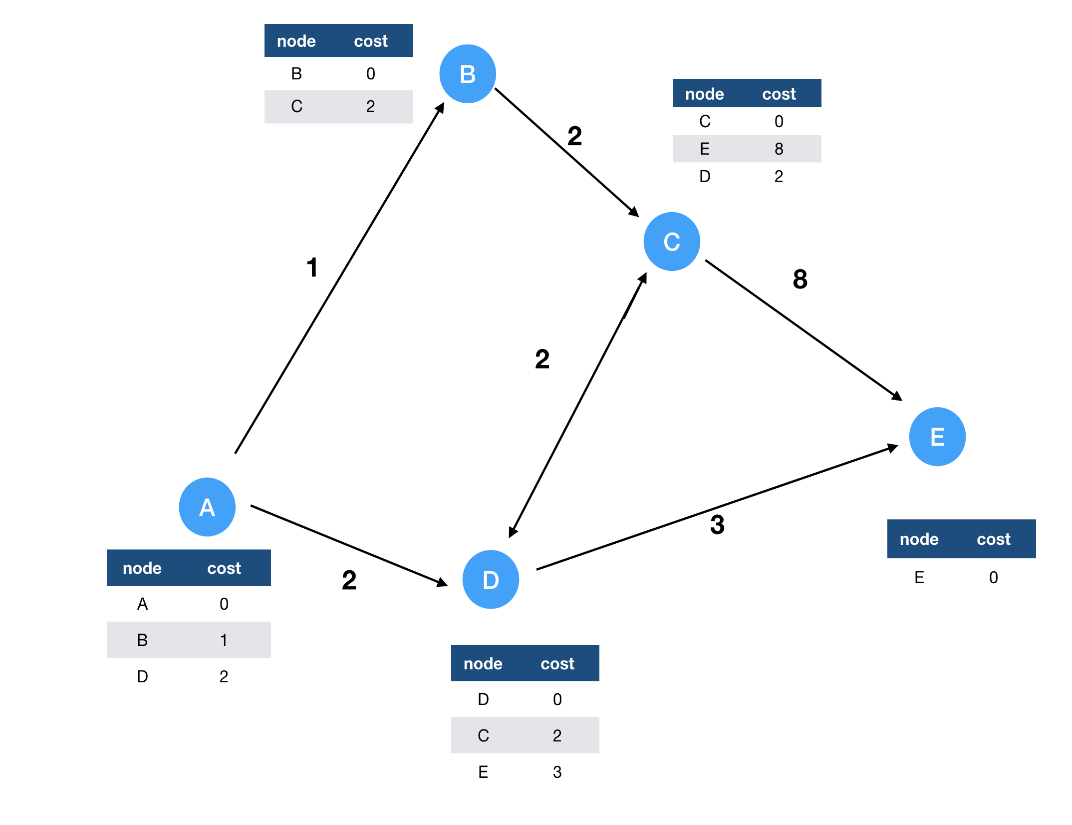 node cost
B 0
C 2
B
2
node cost
C 0
E 8
D 2
C
1
8
2
E
A
3
node cost
E 0
node cost
A 0
B 1
D 2
2
D
node cost
D 0
C 2
E 3